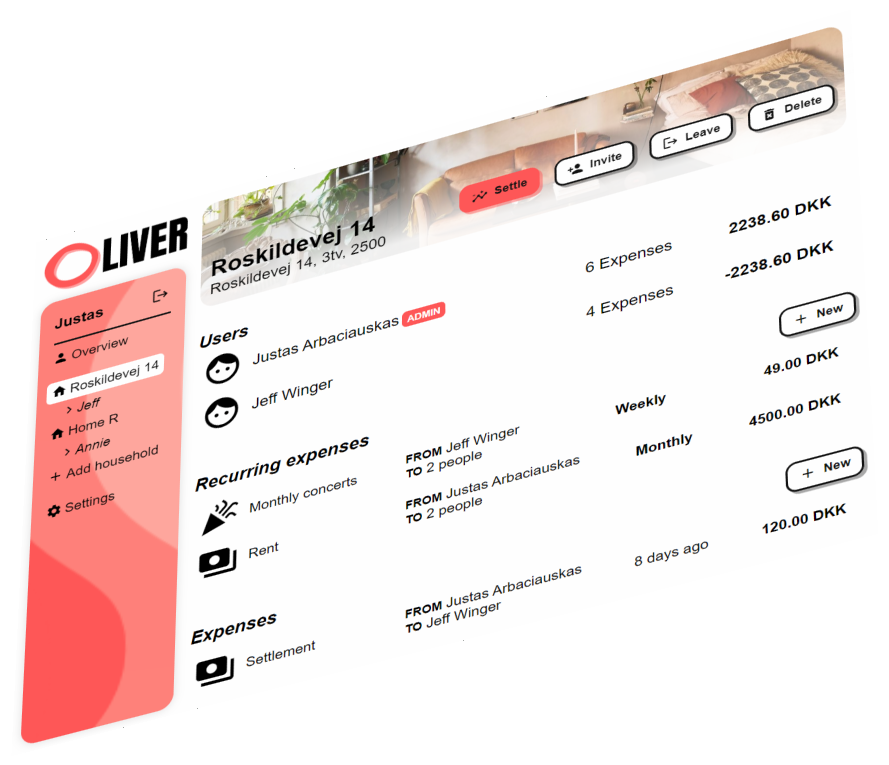 OLIVER
Justas
Overview
Roskildevej 14
Jeff
Home R
Annie
Add household
Settings
Settle
Invite
Leave
Delete
Roskildevej 14
Roskildevej 14, 3tv, 2500
Users
Justas Arbaciauskas ADMIN 6 Expenses 2238.60 DKK
Jeff Winger 4 Expenses -2238.60 DKK
Recurring expenses + New
Monthly concerts FROM Jeff Winger Weekly 49.00 DKK
TO 2 people
Rent FROM Justas Arbaciauskas Monthly 4500.00 DKK
TO 2 people
Expenses + New
Settlement FROM Justas Arbaciauskas 8 days ago 120.00 DKK
TO Jeff Winger